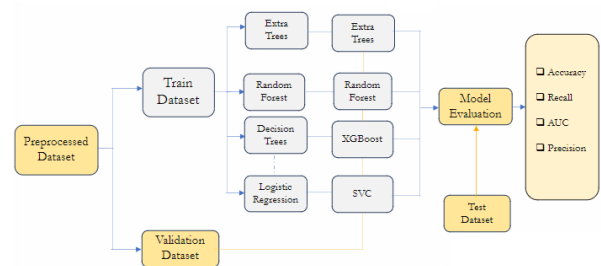 Preprocessed
Dataset
Train
Dataset
Validation
Dataset
Extra
Trees
Random
Forest
Decision
Trees
Logistic
Regression
Extra
Trees
Random
Forest
XGBoost
SVC
Model
Evaluation
Test
Dataset
Accuracy
Recall
AUC
Precision